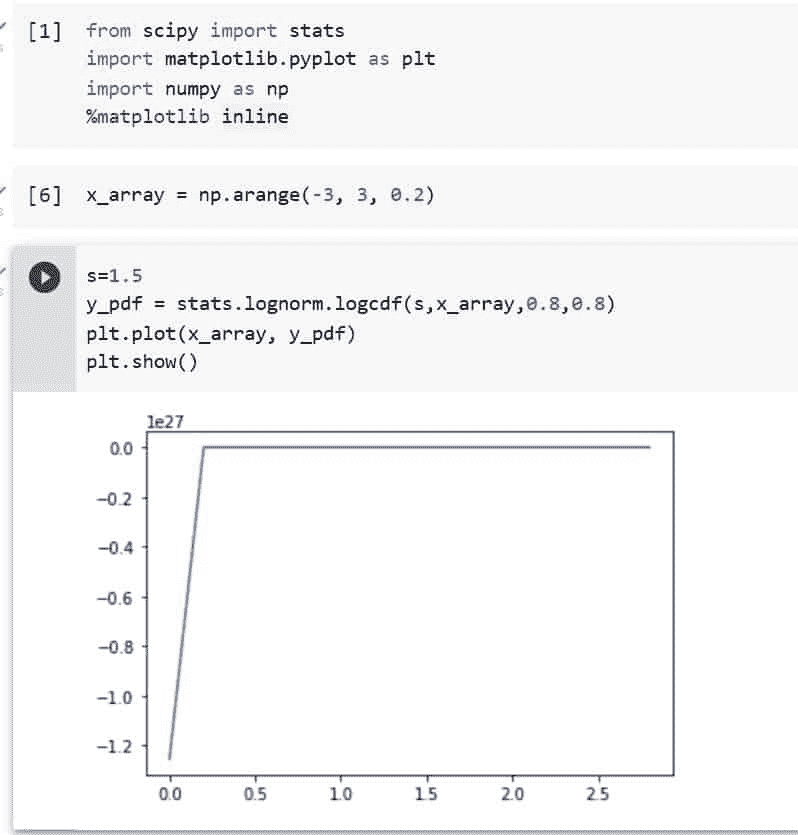 [1] from scipy import stats
import matplotlib.pyplot as plt
import numpy as np
%matplotlib inline
[6] x_array = np.arange(-3, 3, 0.2)
s=1.5
y_pdf = stats.lognorm.logcdf(s,x_array,0.8,0.8)
plt.plot(x_array, y_pdf)
plt.show()
1e27
0.0
−0.2
−0.4
−0.6
−0.8
−1.0
−1.2
0.0 0.5 1.0 1.5 2.0 2.5